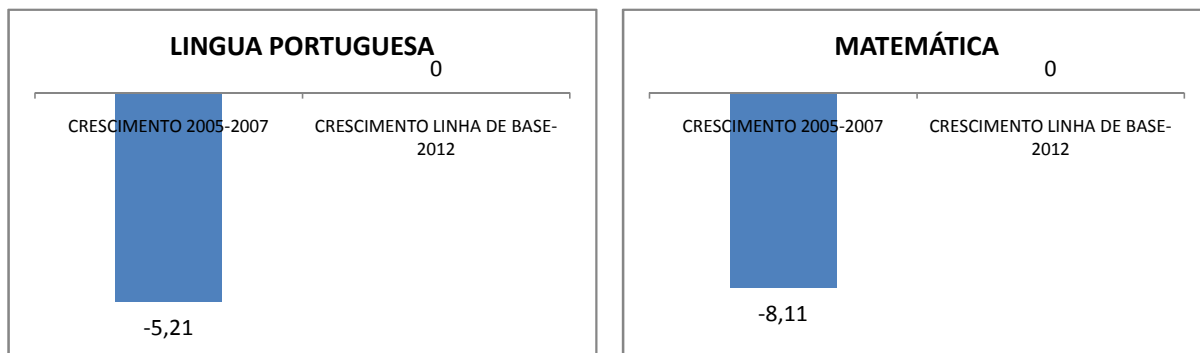 LINGUA PORTUGUESA
0
CRESCIMENTO 2005-2007
CRESCIMENTO LINHA DE BASE-
2012
-5,21
MATEMÁTICA
0
CRESCIMENTO 2005-2007
CRESCIMENTO LINHA DE BASE-
2012
-8,11